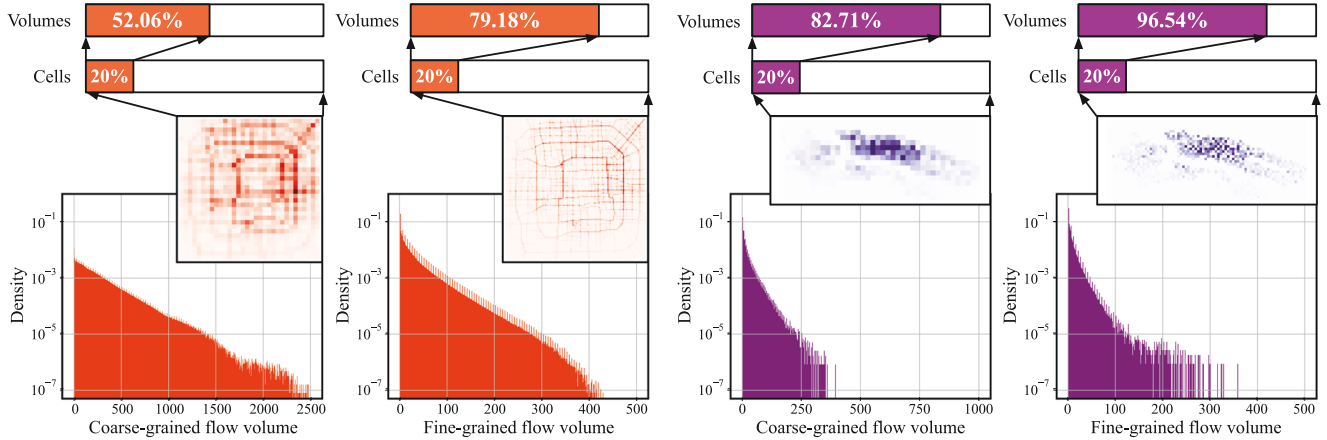 Volumes 52.06%
Cells 20%
10⁻¹
10⁻³
10⁻⁵
10⁻⁷
Density
0 500 1000 1500 2000 2500
Coarse-grained flow volume
Volumes 79.18%
Cells 20%
10⁻¹
10⁻³
10⁻⁵
10⁻⁷
Density
0 100 200 300 400 500
Fine-grained flow volume
Volumes 82.71%
Cells 20%
10⁻¹
10⁻³
10⁻⁵
10⁻⁷
Density
0 250 500 750 1000
Coarse-grained flow volume
Volumes 96.54%
Cells 20%
10⁻¹
10⁻³
10⁻⁵
10⁻⁷
Density
0 100 200 300 400 500
Fine-grained flow volume